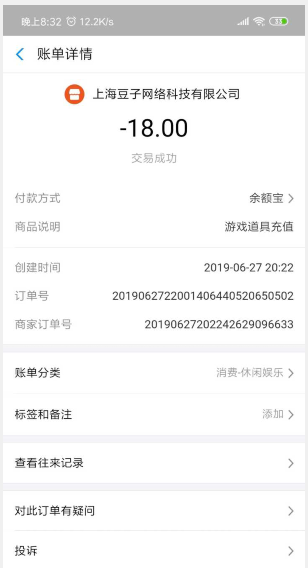 晚上8:32 12.2K/s
账单详情
上海豆子网络科技有限公司
-18.00
交易成功
付款方式 余额宝
商品说明 游戏道具充值
创建时间 2019-06-27 20:22
订单号 2019062722001406440520650502
商家订单号 20190627202242629096633
账单分类 消费-休闲娱乐
标签和备注 添加
查看往来记录
对此订单有疑问
投诉